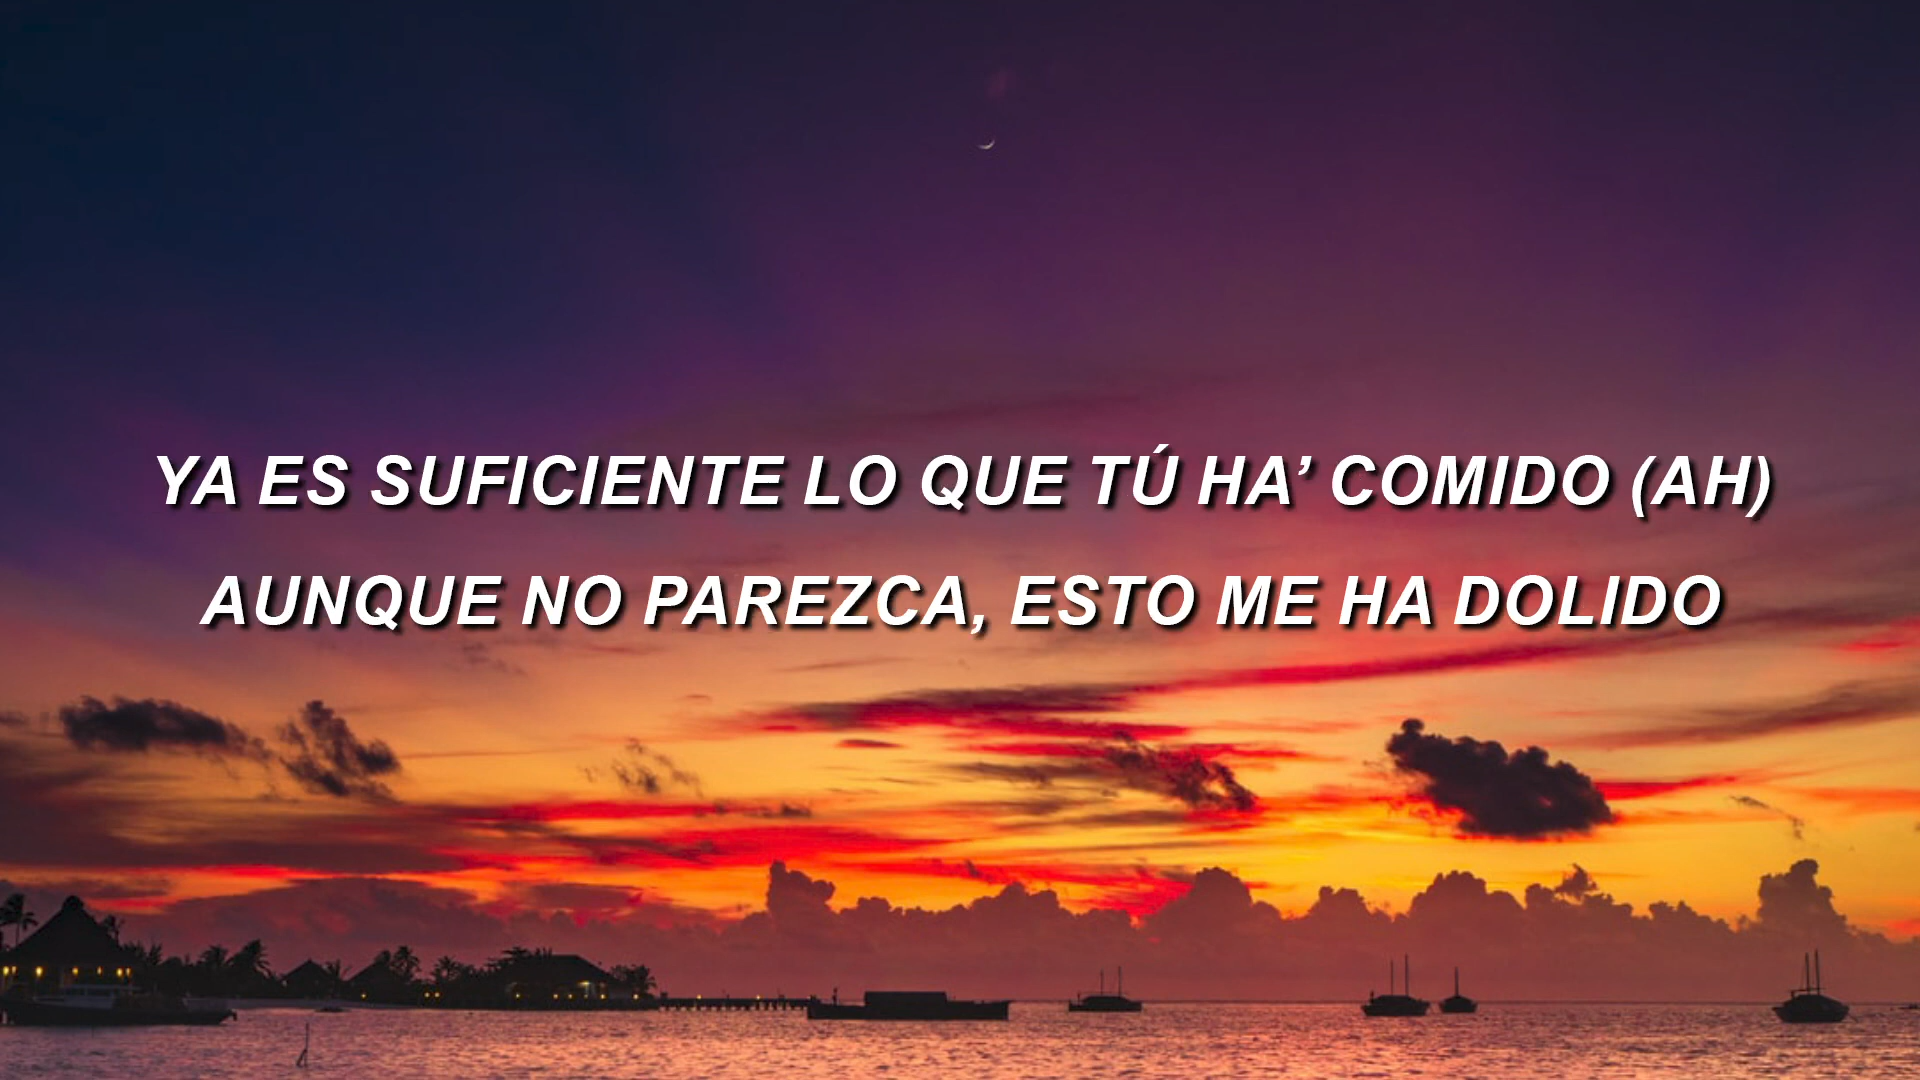 YA ES SUFICIENTE LO QUE TÚ HA’ COMIDO (AH)
AUNQUE NO PAREZCA, ESTO ME HA DOLIDO